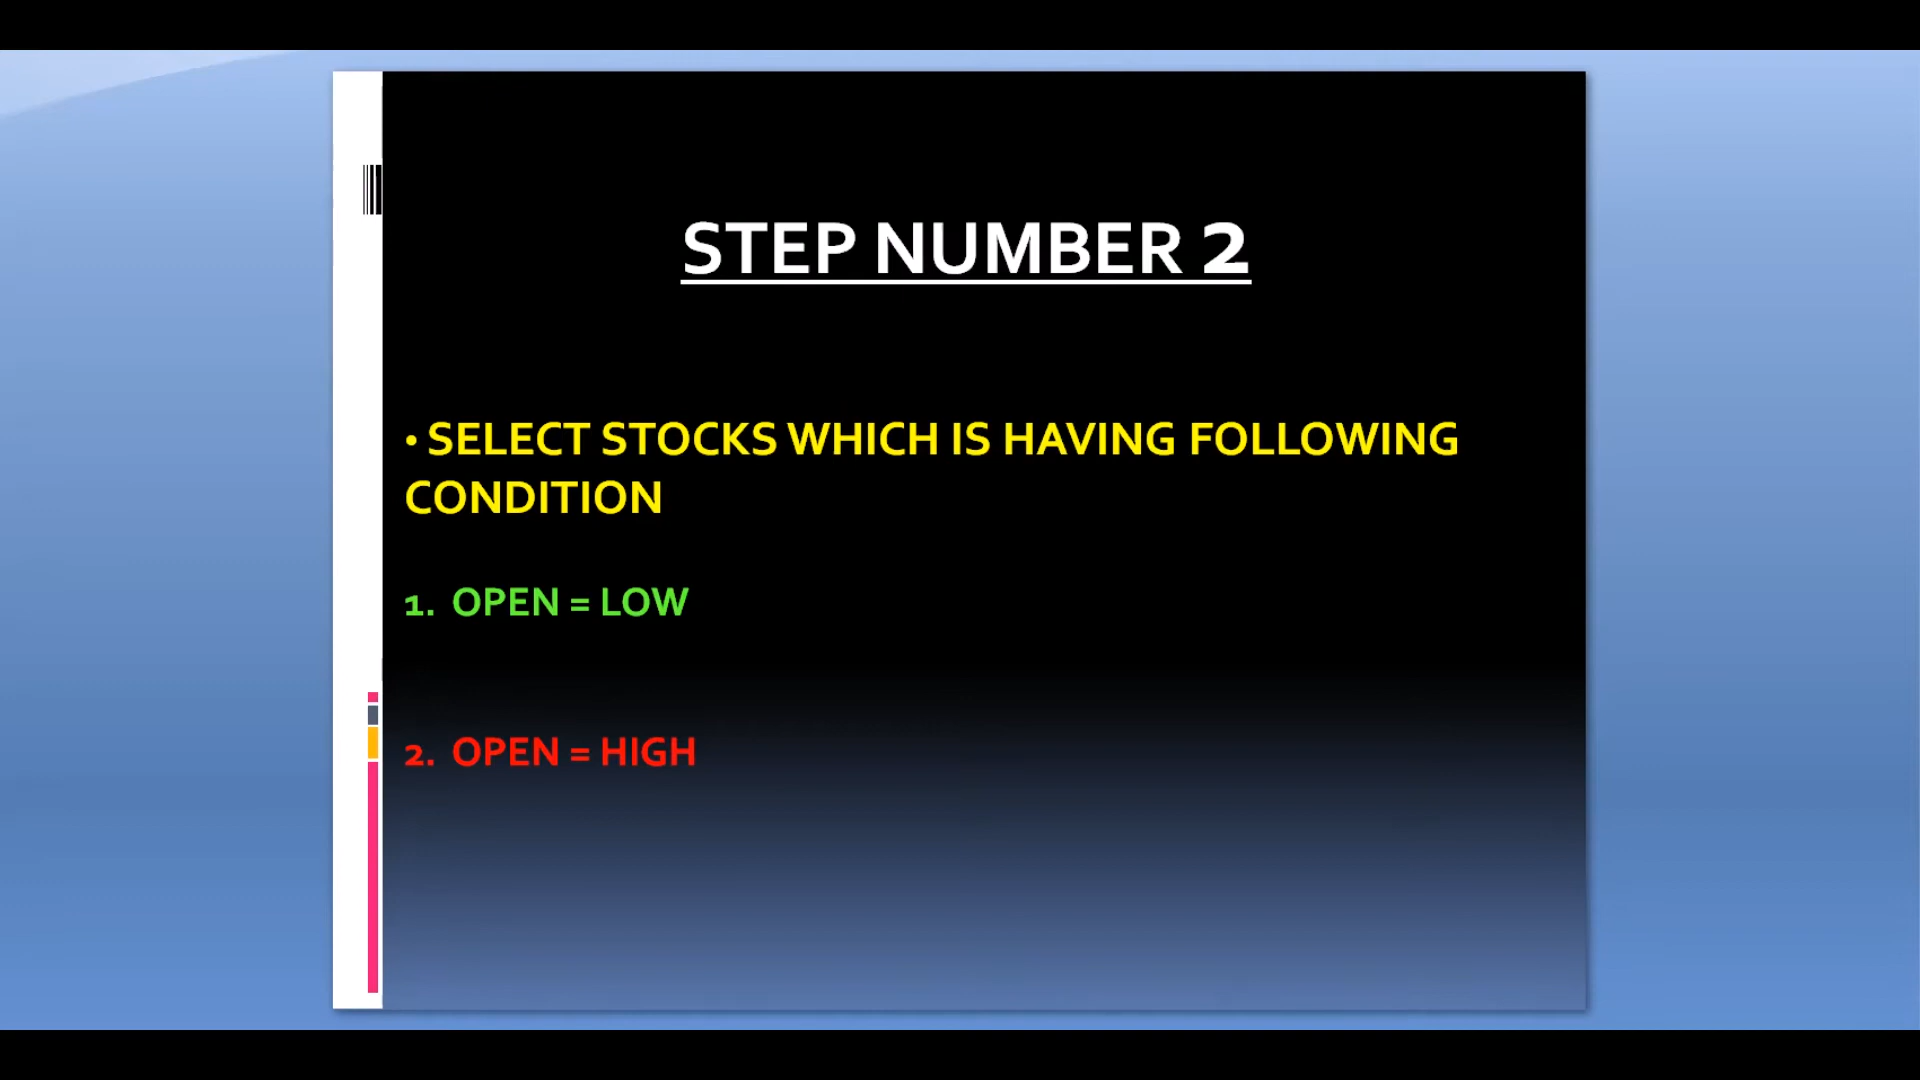 STEP NUMBER 2
• SELECT STOCKS WHICH IS HAVING FOLLOWING
CONDITION
1. OPEN = LOW
2. OPEN = HIGH